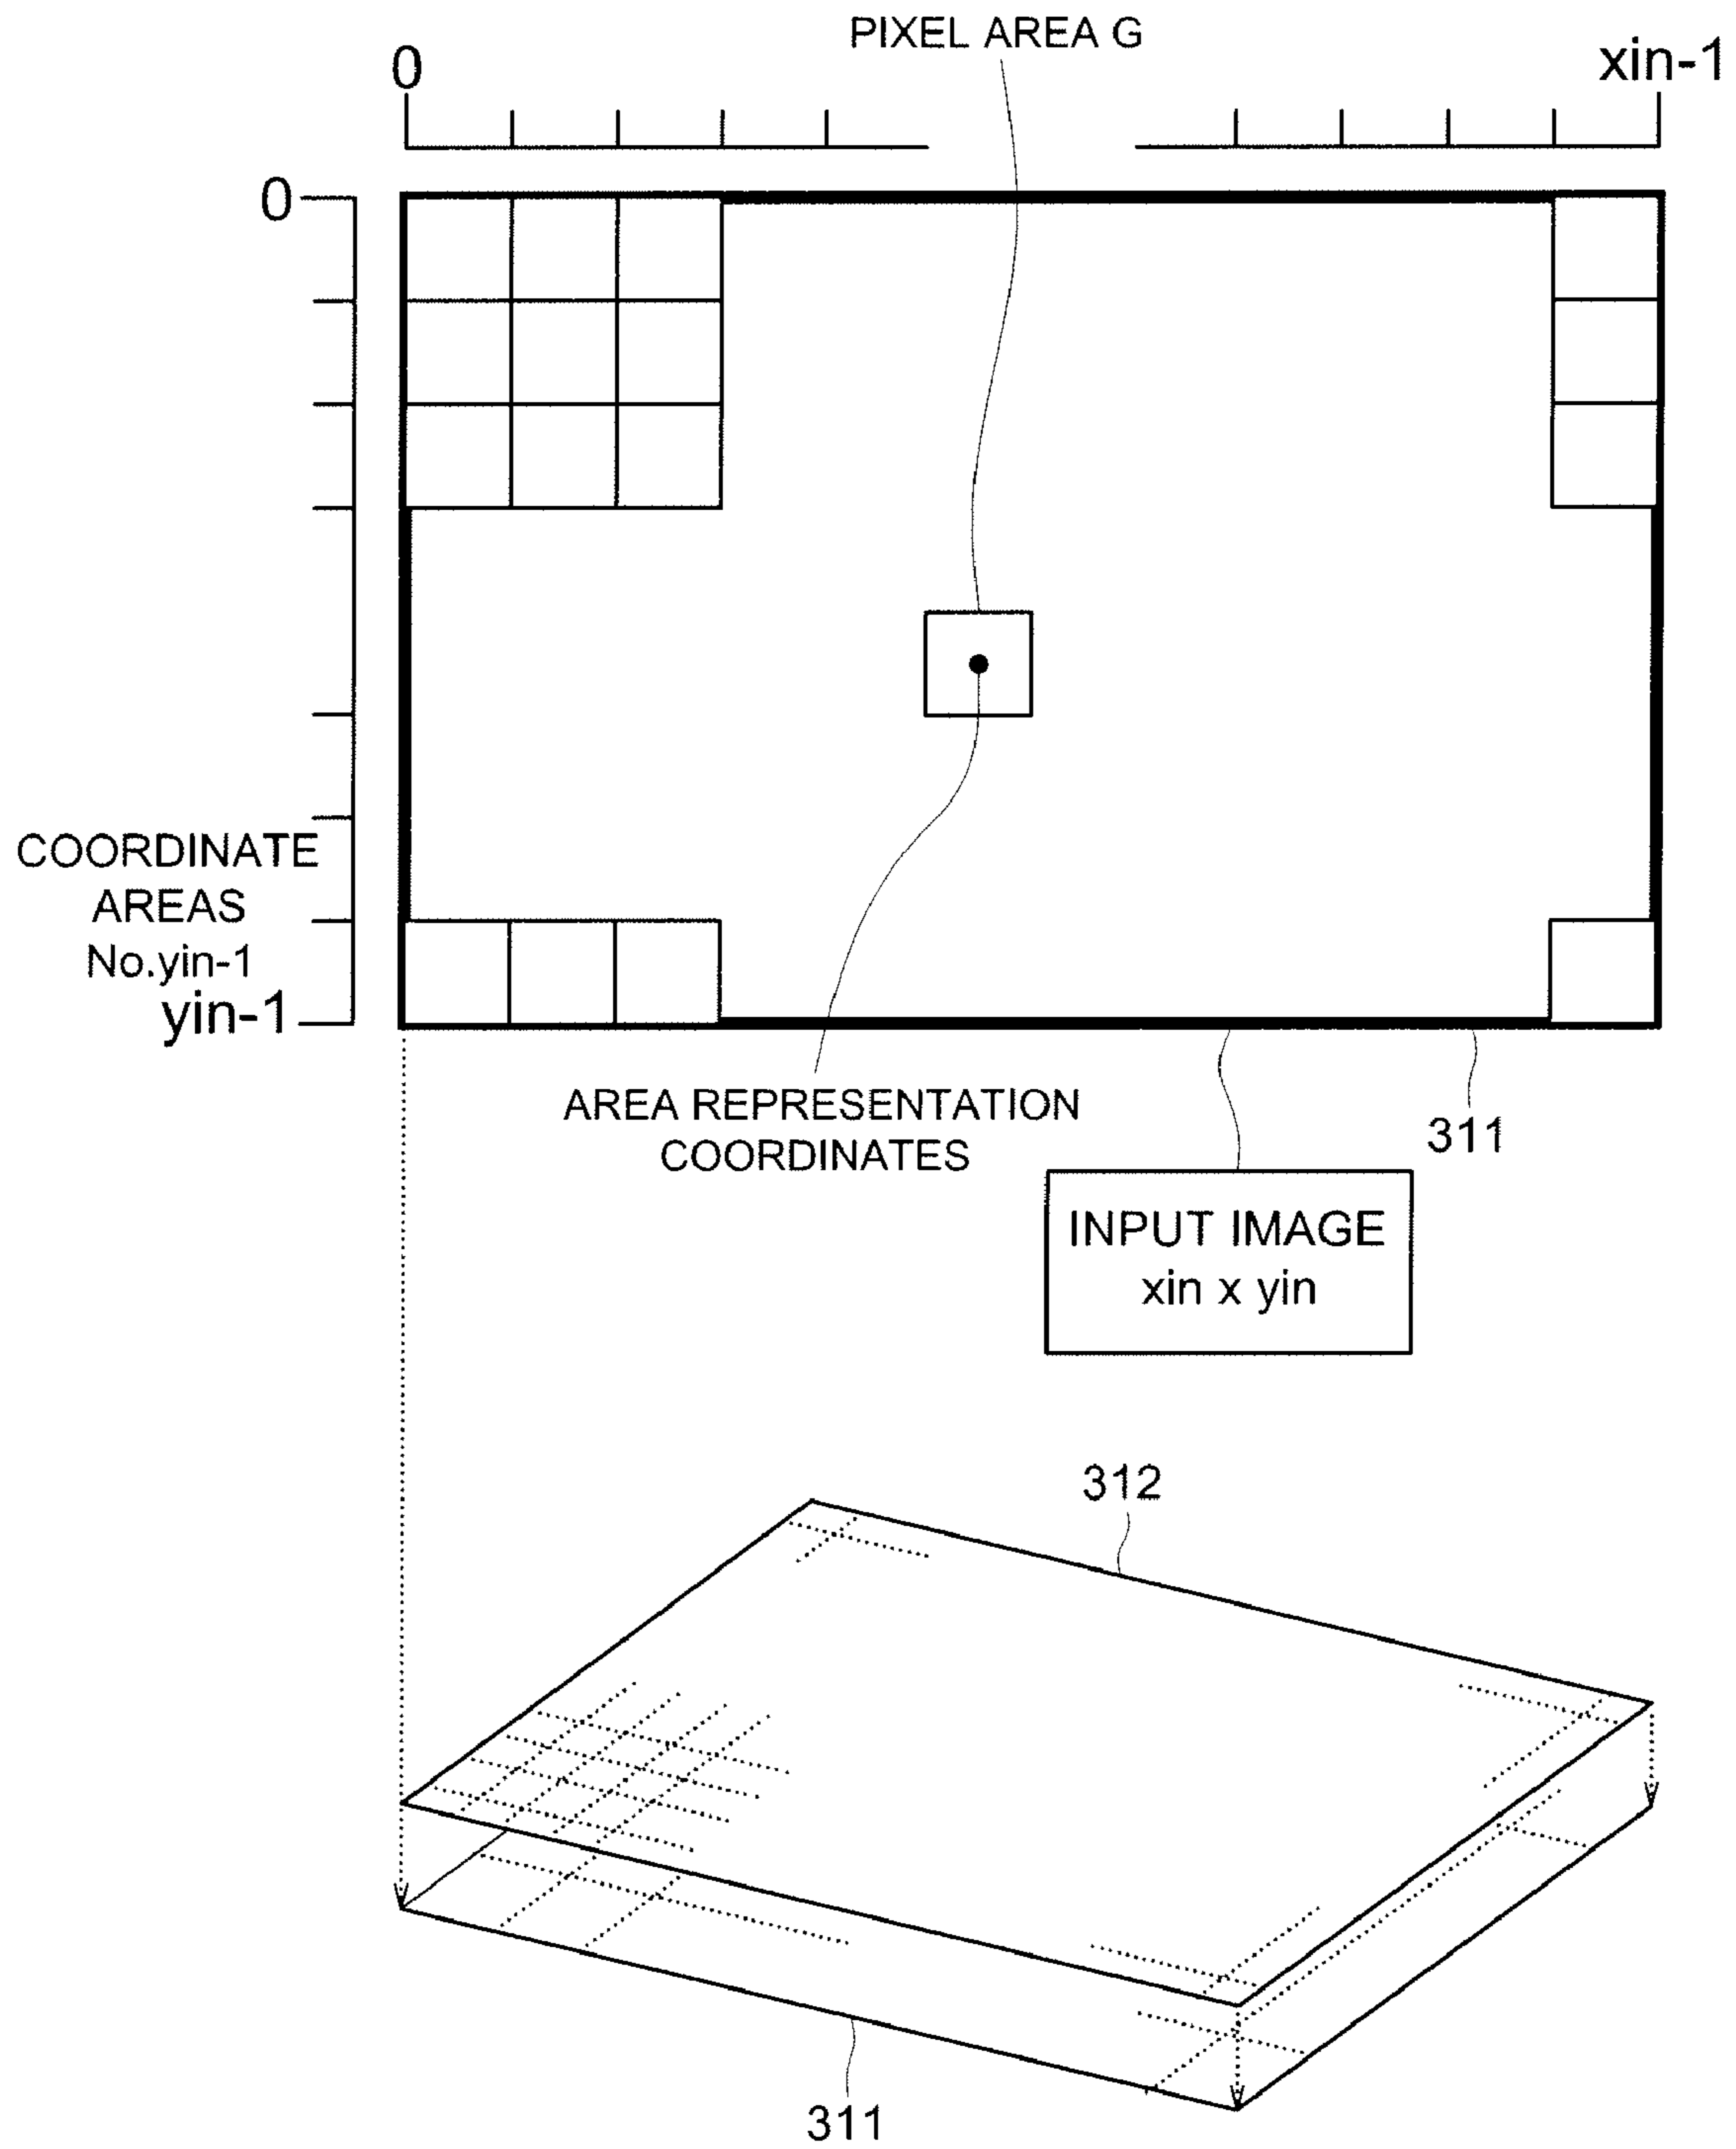 PIXEL AREA G
0
xin-1
0
COORDINATE
AREAS
No.yin-1
yin-1
AREA REPRESENTATION
COORDINATES
311
INPUT IMAGE
xin x yin
312
311